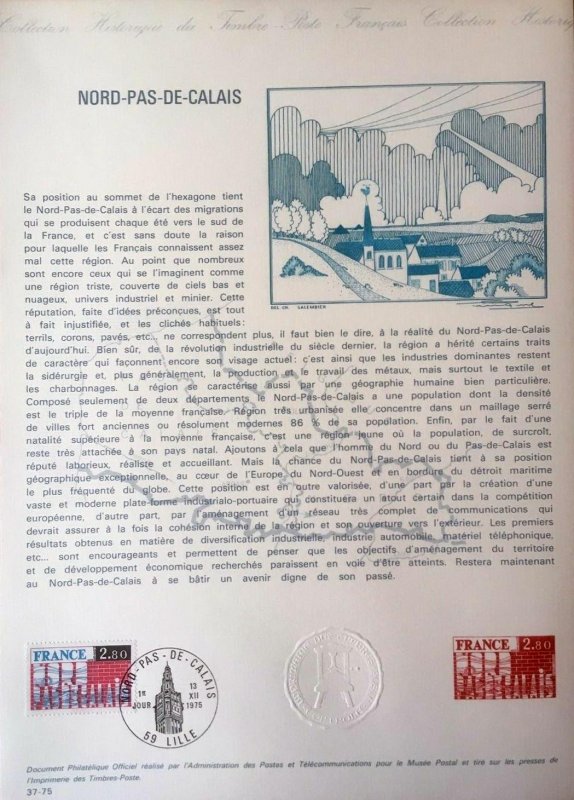 Collection Historique du Timbre-Poste Français Collection Historique
NORD-PAS-DE-CALAIS
Sa position au sommet de l'hexagone tient
le Nord-Pas-de-Calais à l'écart des migrations
qui se produisent chaque été vers le sud de
la France, et c'est sans doute la raison
pour laquelle les Français connaissent assez
mal cette région. Au point que nombreux
sont encore ceux qui se l'imaginent comme
une région triste, couverte de ciels bas et
nuageux, univers industriel et minier. Cette
réputation, faite d'idées préconçues, est tout
à fait injustifiée, et les clichés habituels:
terrils, corons, pavés, etc... ne correspondent plus, il faut bien le dire, à la réalité du Nord-Pas-de-Calais
d'aujourd'hui. Bien sûr, de la révolution industrielle du siècle dernier, la région a hérité certains traits
de caractère qui façonnent encore son visage actuel: c'est ainsi que les industries dominantes restent
la sidérurgie et, plus généralement, la production et le travail des métaux, mais surtout le textile et
les charbonnages. La région se caractérise aussi par une géographie humaine bien particulière.
Composé seulement de deux départements, le Nord-Pas-de-Calais a une population dont la densité
est le triple de la moyenne française. Région très urbanisée elle concentre dans un maillage serré
de villes fort anciennes ou résolument modernes 86 % de sa population. Enfin, par le fait d'une
natalité supérieure à la moyenne française, c'est une région jeune où la population, de surcroît,
reste très attachée à son pays natal. Ajoutons à cela que l'homme du Nord ou du Pas-de-Calais est
réputé laborieux, réaliste et accueillant. Mais la chance du Nord-Pas-de-Calais tient à sa position
géographique exceptionnelle, au cœur de l'Europe du Nord-Ouest et en bordure du détroit maritime
le plus fréquenté du globe. Cette position est en outre valorisée, d'une part par la création d'une
vaste et moderne plate-forme industrialo-portuaire qui constituera un atout certain dans la compétition
européenne, d'autre part, par l'aménagement d'un réseau très complet de communications qui
devrait assurer à la fois la cohésion interne de la région et son ouverture vers l'extérieur. Les premiers
résultats obtenus en matière de diversification industrielle, industrie automobile, matériel téléphonique,
etc... sont encourageants et permettent de penser que les objectifs d'aménagement du territoire
et de développement économique recherchés paraissent en voie d'être atteints. Restera maintenant
au Nord-Pas-de-Calais à se bâtir un avenir digne de son passé.
DEL. CH. SALEMBIER
FRANCE 2.80
NORD-PAS-DE-CALAIS
1er JOUR
13 XII 1975
59 LILLE
FRANCE 2.80
Document Philatélique Officiel réalisé par l'Administration des Postes et Télécommunications pour le Musée Postal et tiré sur les presses de
l'Imprimerie des Timbres-Poste.
37-75